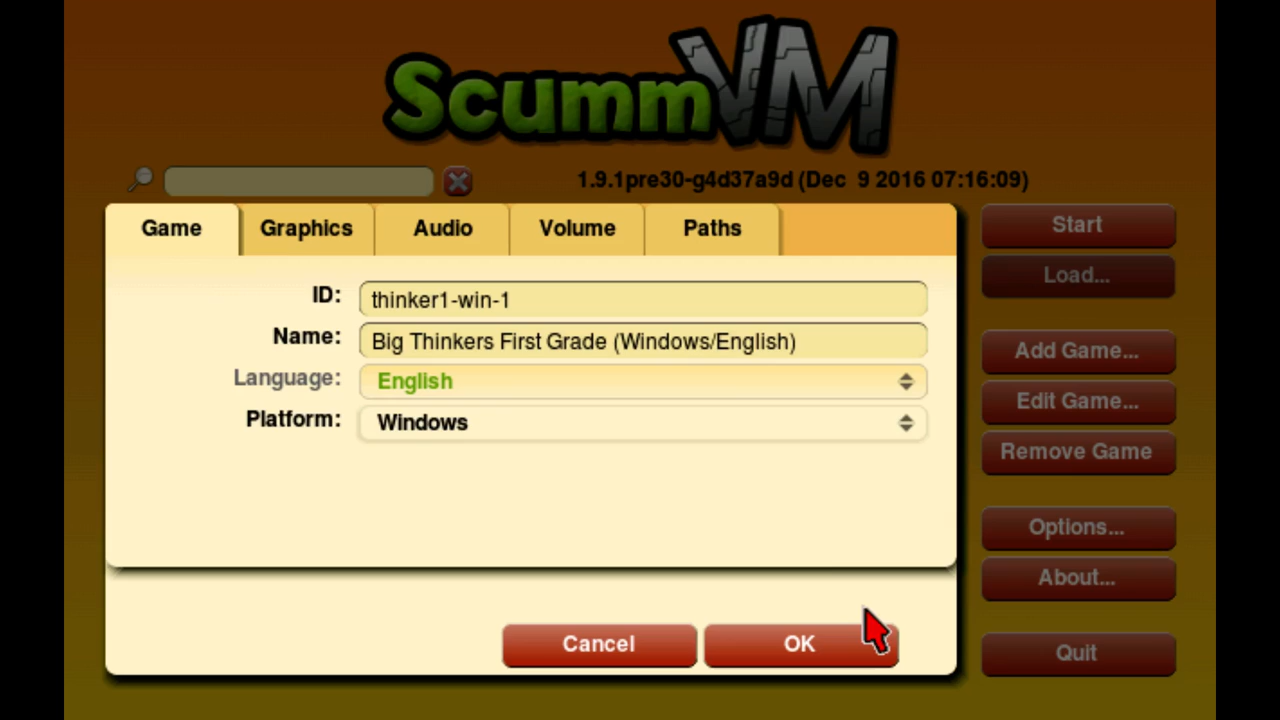 ScummVM
1.9.1pre30-g4d37a9d (Dec 9 2016 07:16:09)
Game Graphics Audio Volume Paths
Start
Load...
ID: thinker1-win-1
Name: Big Thinkers First Grade (Windows/English)
Add Game...
Language: English
Edit Game...
Platform: Windows
Remove Game
Options...
About...
Cancel OK
Quit